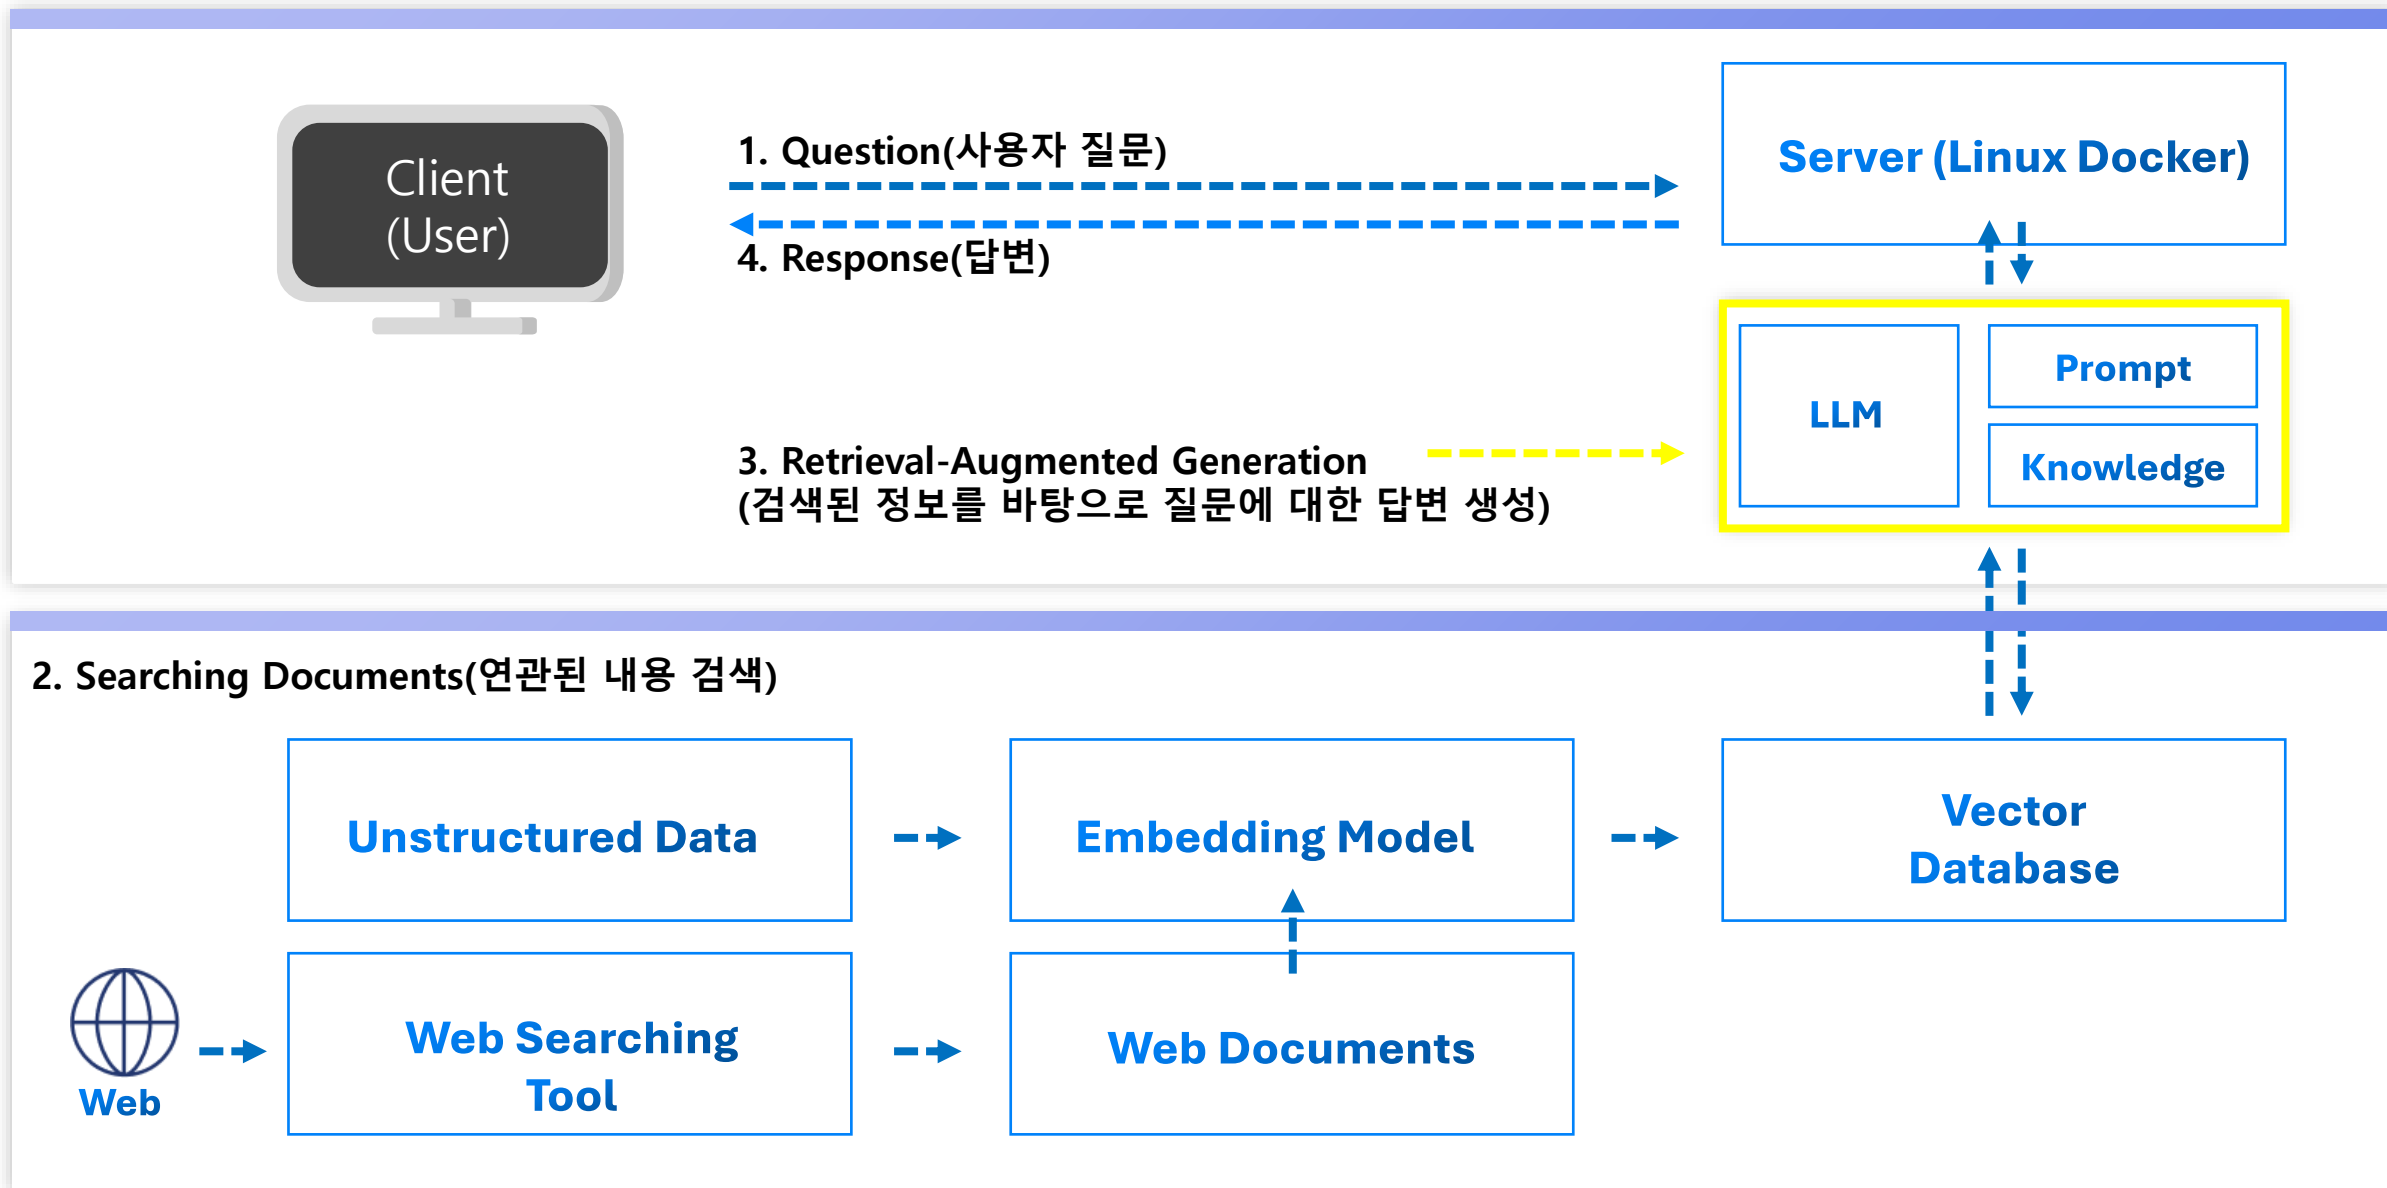 Client
(User)
1. Question(사용자 질문)
4. Response(답변)
Server (Linux Docker)
LLM
Prompt
Knowledge
3. Retrieval-Augmented Generation
(검색된 정보를 바탕으로 질문에 대한 답변 생성)
2. Searching Documents(연관된 내용 검색)
Unstructured Data
Embedding Model
Vector
Database
Web
Web Searching
Tool
Web Documents